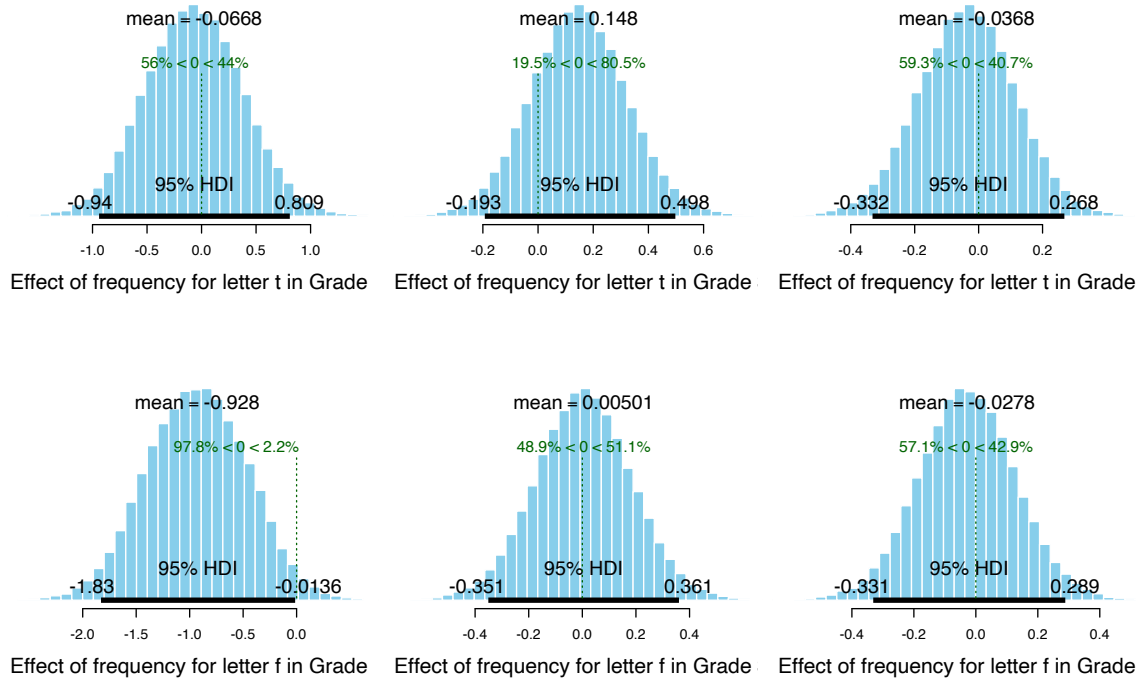 mean = -0.0668
56% < 0 < 44%
95% HDI
-0.94 0.809
-1.0 -0.5 0.0 0.5 1.0
Effect of frequency for letter t in Grade
mean = 0.148
19.5% < 0 < 80.5%
95% HDI
-0.193 0.498
-0.2 0.0 0.2 0.4 0.6
Effect of frequency for letter t in Grade
mean = -0.0368
59.3% < 0 < 40.7%
95% HDI
-0.332 0.268
-0.4 -0.2 0.0 0.2
Effect of frequency for letter t in Grade
mean = -0.928
97.8% < 0 < 2.2%
95% HDI
-1.83 -0.0136
-2.0 -1.5 -1.0 -0.5 0.0
Effect of frequency for letter f in Grade
mean = 0.00501
48.9% < 0 < 51.1%
95% HDI
-0.351 0.361
-0.4 -0.2 0.0 0.2 0.4
Effect of frequency for letter f in Grade
mean = -0.0278
57.1% < 0 < 42.9%
95% HDI
-0.331 0.289
-0.4 -0.2 0.0 0.2 0.4
Effect of frequency for letter f in Grade